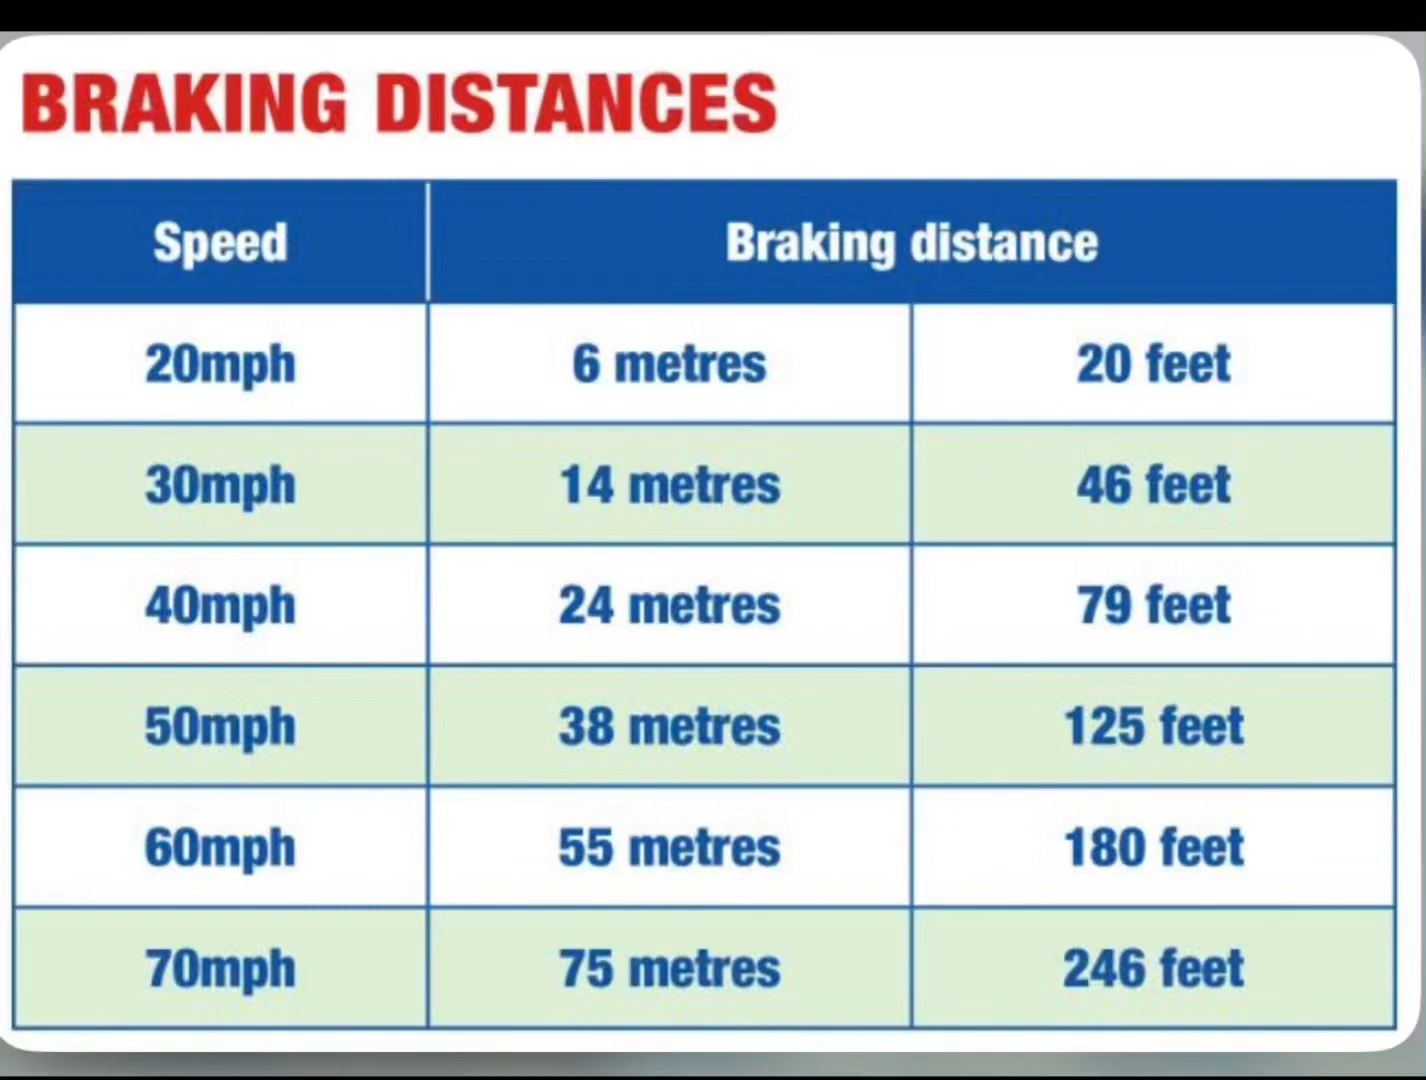 BRAKING DISTANCES
Speed Braking distance
20mph 6 metres 20 feet
30mph 14 metres 46 feet
40mph 24 metres 79 feet
50mph 38 metres 125 feet
60mph 55 metres 180 feet
70mph 75 metres 246 feet